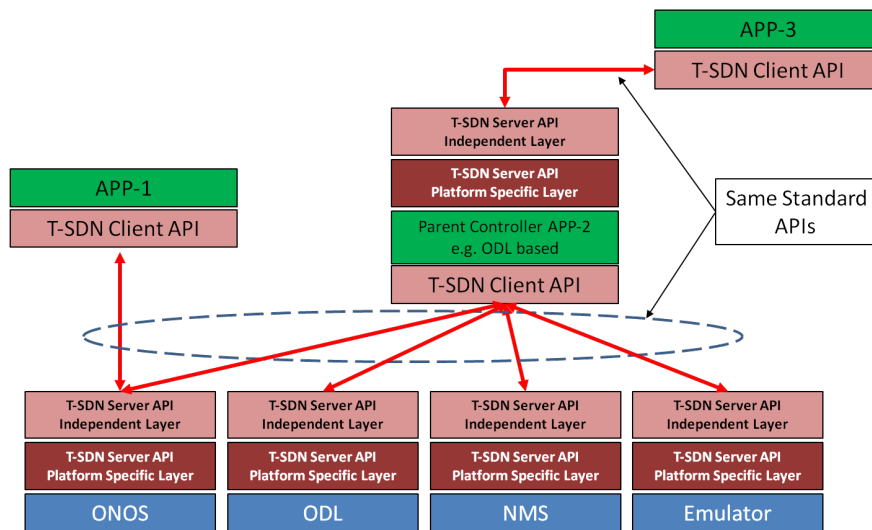 APP-3
T-SDN Client API
T-SDN Server API
Independent Layer
T-SDN Server API
Platform Specific Layer
Parent Controller APP-2
e.g. ODL based
T-SDN Client API
APP-1
T-SDN Client API
Same Standard
APIs
T-SDN Server API
Independent Layer
T-SDN Server API
Platform Specific Layer
ONOS
T-SDN Server API
Independent Layer
T-SDN Server API
Platform Specific Layer
ODL
T-SDN Server API
Independent Layer
T-SDN Server API
Platform Specific Layer
NMS
T-SDN Server API
Independent Layer
T-SDN Server API
Platform Specific Layer
Emulator